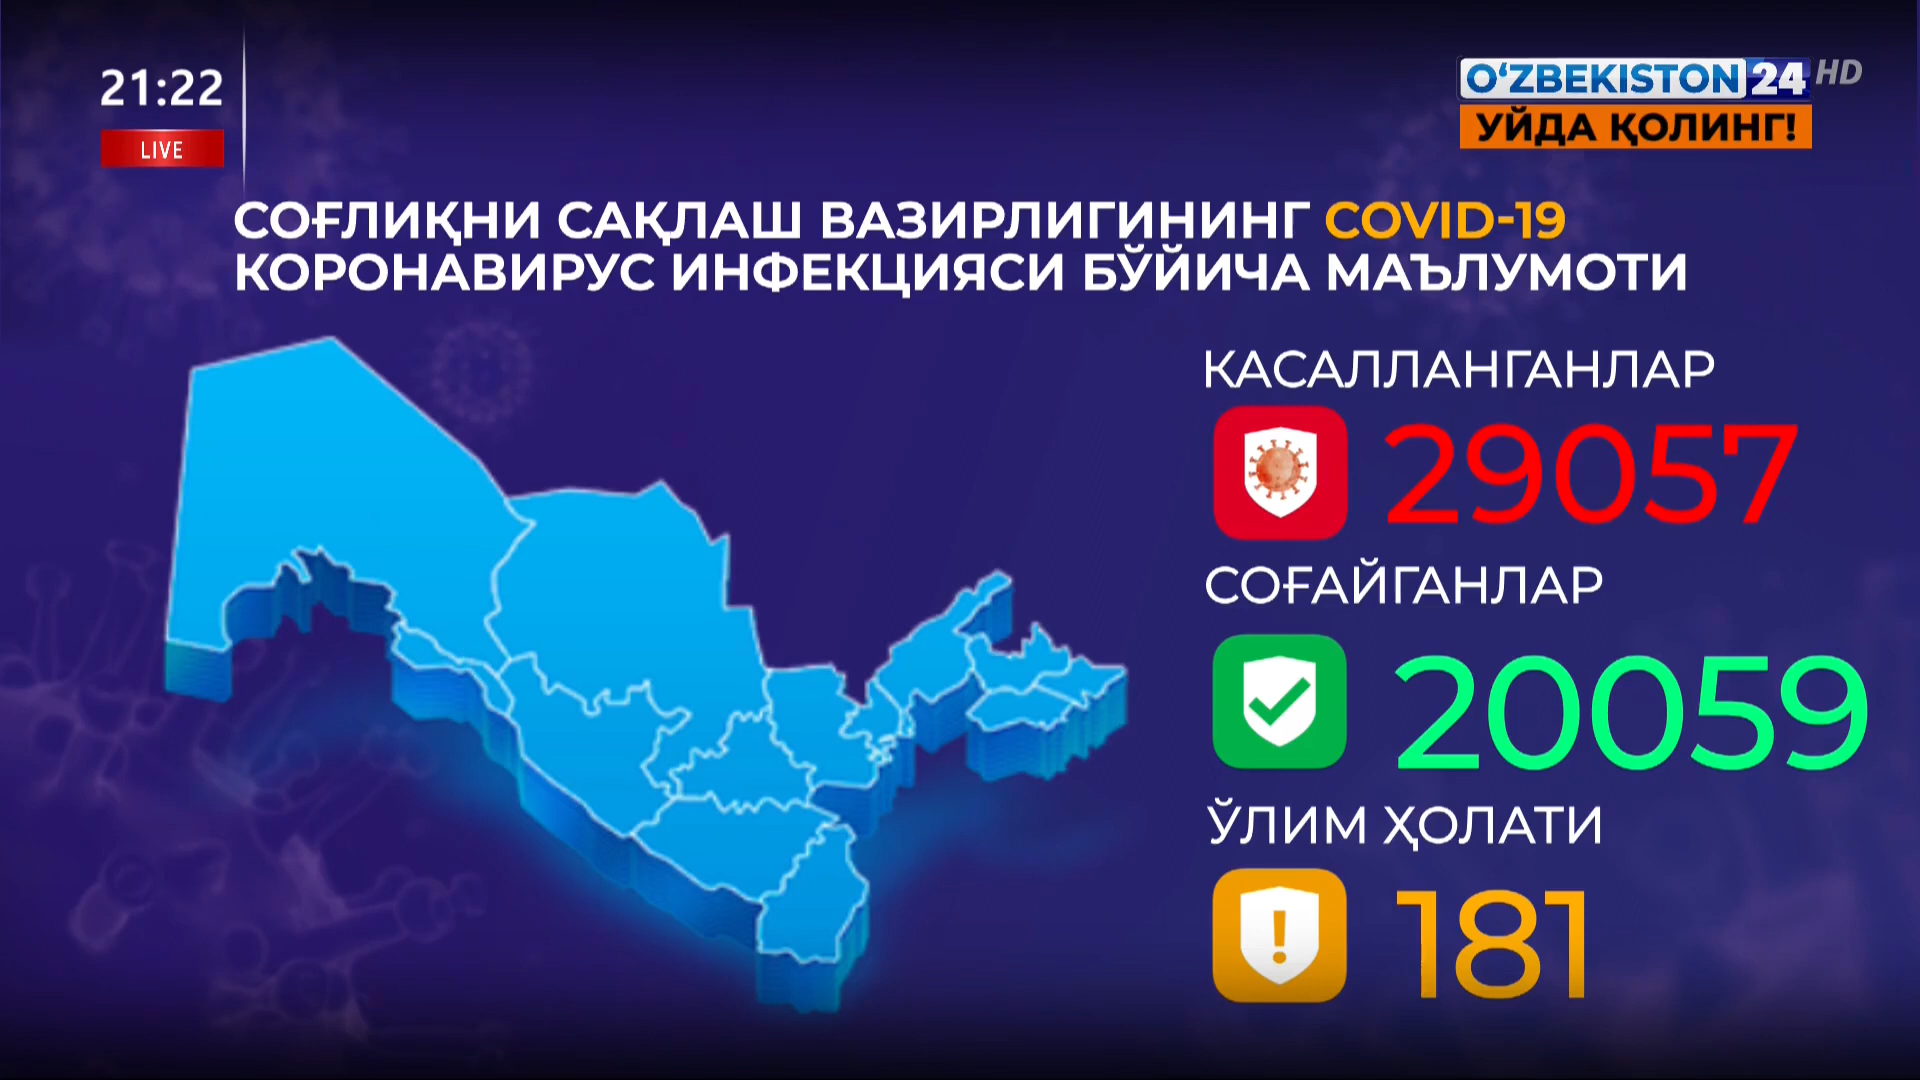 21:22
LIVE
O‘ZBEKISTON 24 HD
УЙДА ҚОЛИНГ!
СОҒЛИҚНИ САҚЛАШ ВАЗИРЛИГИНИНГ COVID-19
КОРОНАВИРУС ИНФЕКЦИЯСИ БЎЙИЧА МАЪЛУМОТИ
КАСАЛЛАНГАНЛАР
29057
СОҒАЙГАНЛАР
20059
ЎЛИМ ҲОЛАТИ
181